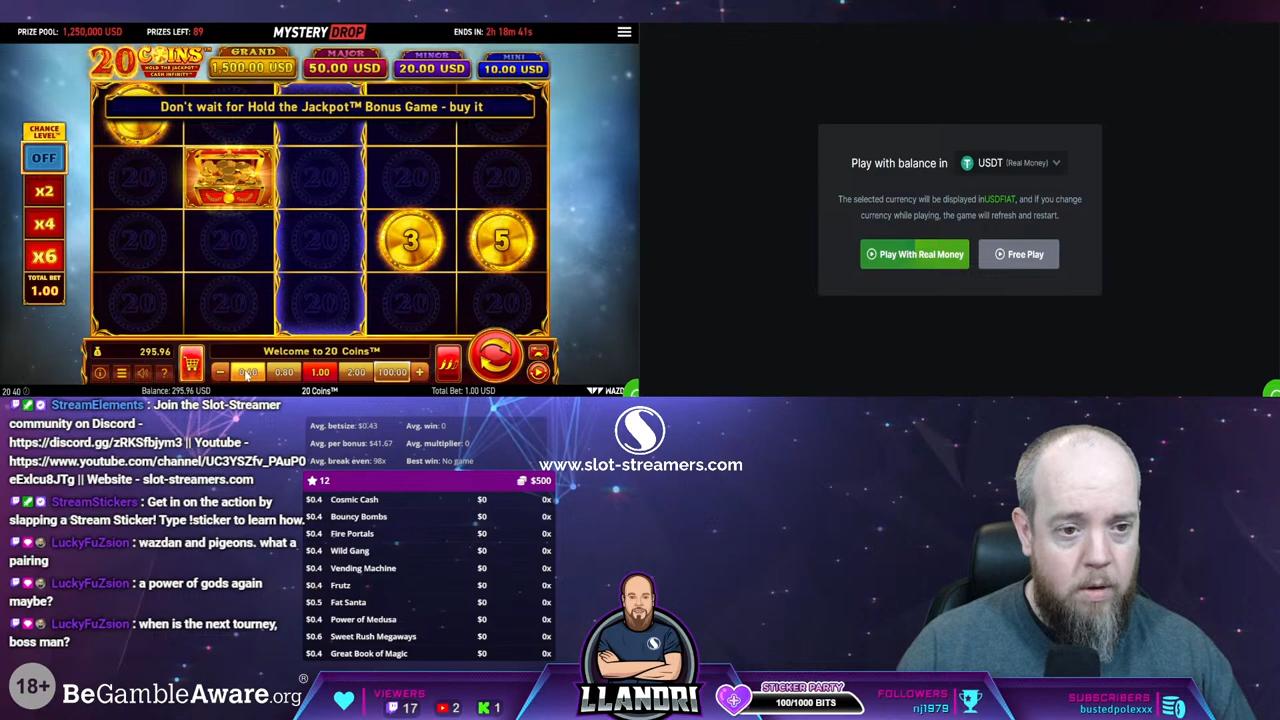 PRIZE POOL: 1,250,000 USD PRIZES LEFT: 89 MYSTERY DROP ENDS IN: 2h 18m 41s
20 COINS™ HOLD THE JACKPOT™ CASH INFINITY™
GRAND MAJOR MINOR MINI
1,500.00 USD 50.00 USD 20.00 USD 10.00 USD
Don't wait for Hold the Jackpot™ Bonus Game - buy it
CHANCE LEVEL™
OFF
x2
x4
x6
TOTAL BET
1.00
3 5
295.96 Welcome to 20 Coins™
0.80 1.00 2.00 100.00
20 40 Balance: 295.96 USD 20 Coins™ Total Bet: 1.00 USD
Play with balance in USDT (Real Money)
The selected currency will be displayed inUSDFIAT, and if you change
currency while playing, the game will refresh and restart.
Play With Real Money Free Play
StreamElements : Join the Slot-Streamer
community on Discord -
https://discord.gg/zRKSfbjym3 || Youtube -
https://www.youtube.com/channel/UC3YSZfv_PAuP0
eExlcu8JTg || Website - slot-streamers.com
StreamStickers : Get in on the action by
slapping a Stream Sticker! Type !sticker to learn how.
LuckyFuZsion : wazdan and pigeons. what a
pairing
LuckyFuZsion : a power of gods again
maybe?
LuckyFuZsion : when is the next tourney,
boss man?
Avg. betsize: $0.43 Avg. win: 0
Avg. per bonus: $41.67 Avg. multiplier: 0
Avg. break even: 98x Best win: No game
12 $500
$0.4 Cosmic Cash $0 0x
$0.4 Bouncy Bombs $0 0x
$0.4 Fire Portals $0 0x
$0.4 Wild Gang $0 0x
$0.4 Vending Machine $0 0x
$0.4 Frutz $0 0x
$0.5 Fat Santa $0 0x
$0.4 Power of Medusa $0 0x
$0.6 Sweet Rush Megaways $0 0x
$0.4 Great Book of Magic $0 0x
www.slot-streamers.com
18+ BeGambleAware.org®
VIEWERS
17 2 1
LLANDRI
STICKER PARTY
100/1000 BITS
FOLLOWERS
nj1979
SUBSCRIBERS
bustedpolexxx